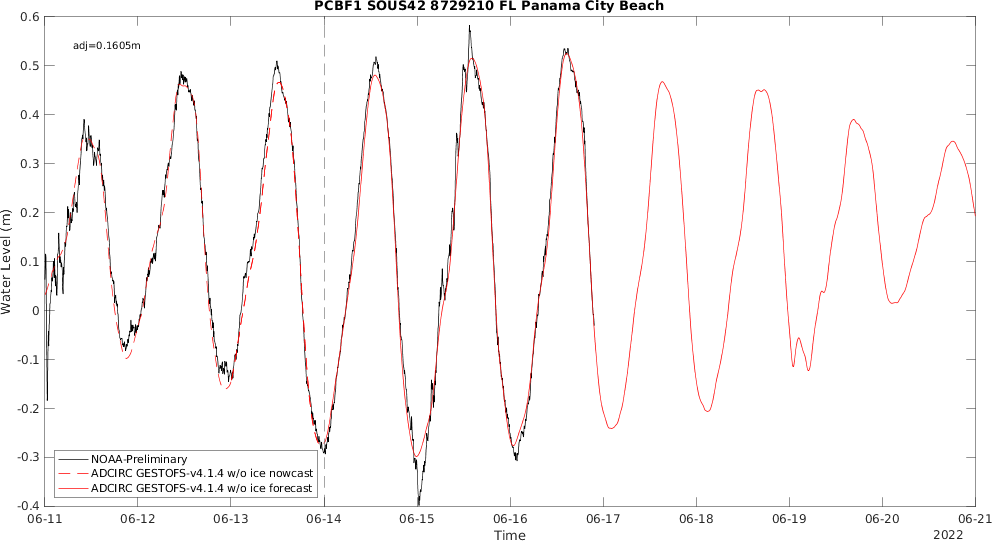 PCBF1 SOUS42 8729210 FL Panama City Beach
0.6
adj=0.1605m
0.5
0.4
0.3
0.2
0.1
0
-0.1
-0.2
-0.3
-0.4
Water Level (m)
NOAA-Preliminary
ADCIRC GESTOFS-v4.1.4 w/o ice nowcast
ADCIRC GESTOFS-v4.1.4 w/o ice forecast
06-11 06-12 06-13 06-14 06-15 06-16 06-17 06-18 06-19 06-20 06-21
Time
2022